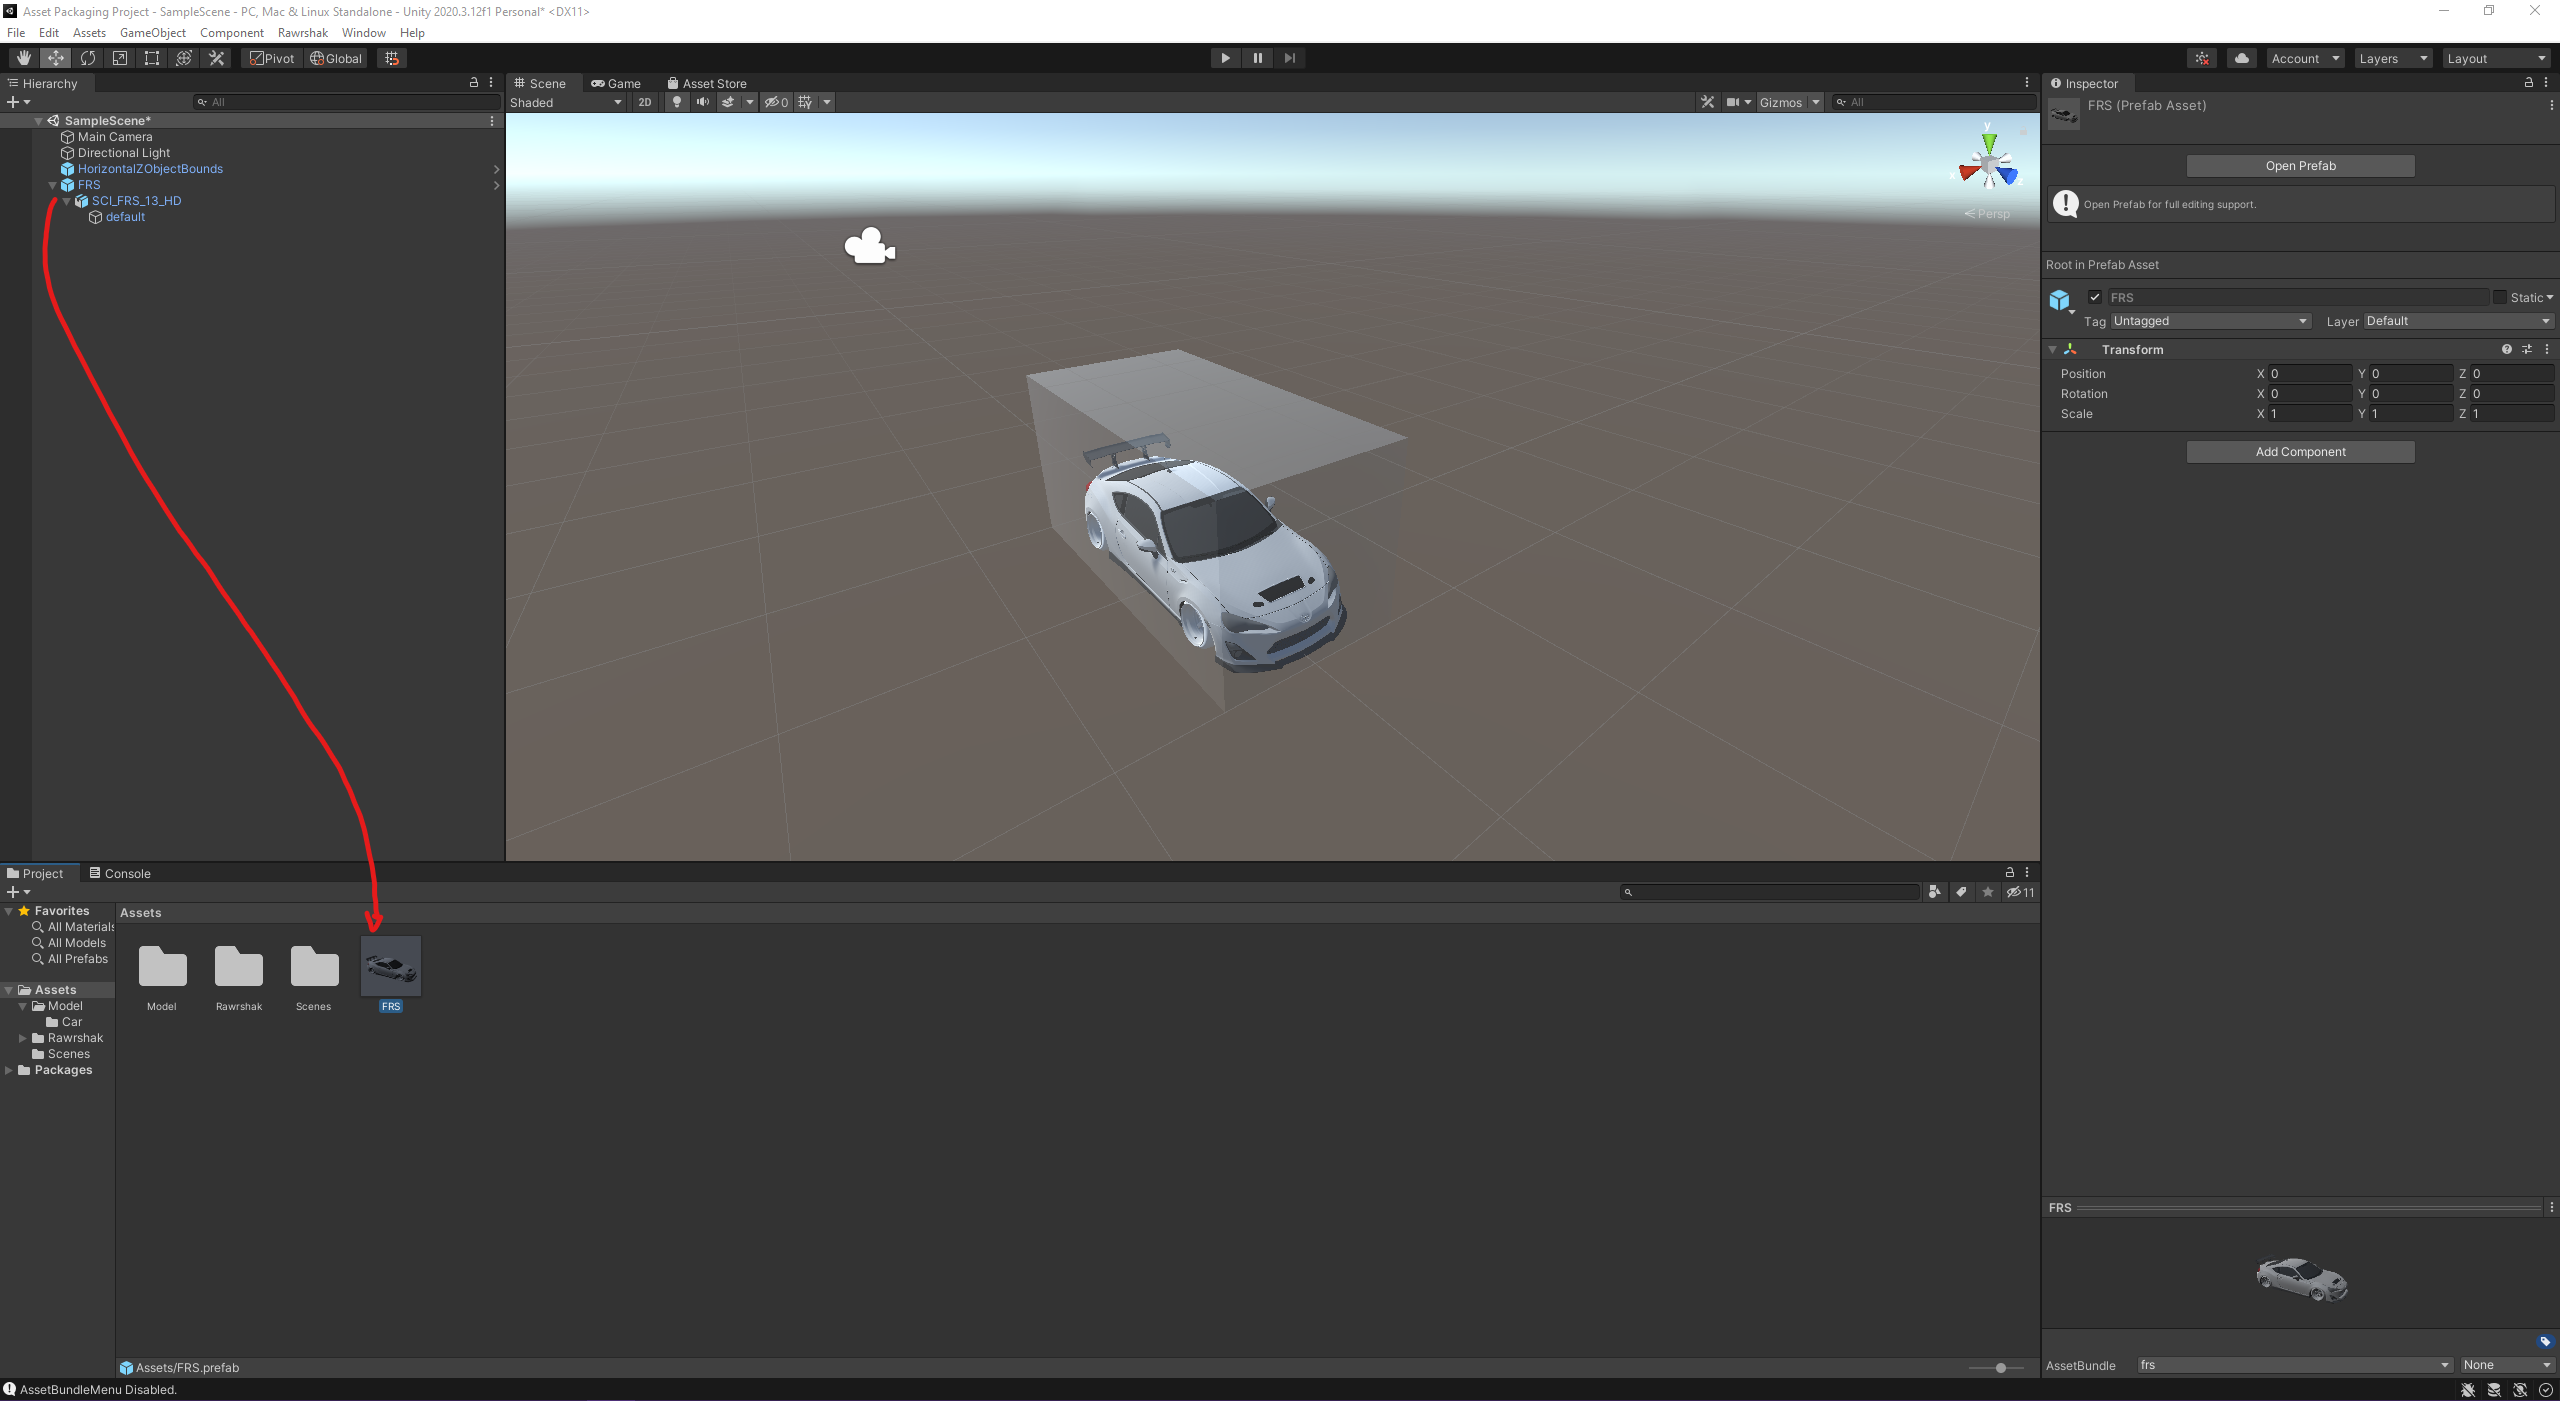 Asset Packaging Project - SampleScene - PC, Mac & Linux Standalone - Unity 2020.3.12f1 Personal* <DX11>
File Edit Assets GameObject Component Rawrshak Window Help
Pivot Global Account Layers Layout
Hierarchy
All
SampleScene*
Main Camera
Directional Light
HorizontalZObjectBounds
FRS
SCI_FRS_13_HD
default
Scene Game Asset Store
Shaded 2D 0 Gizmos All
y
x
z
Persp
Inspector
FRS (Prefab Asset)
Open Prefab
Open Prefab for full editing support.
Root in Prefab Asset
FRS Static
Tag Untagged Layer Default
Transform
Position X 0 Y 0 Z 0
Rotation X 0 Y 0 Z 0
Scale X 1 Y 1 Z 1
Add Component
Project Console
11
Favorites
All Materials
All Models
All Prefabs
Assets
Model
Car
Rawrshak
Scenes
Packages
Assets
Model Rawrshak Scenes FRS
Assets/FRS.prefab
FRS
AssetBundle frs None
AssetBundleMenu Disabled.